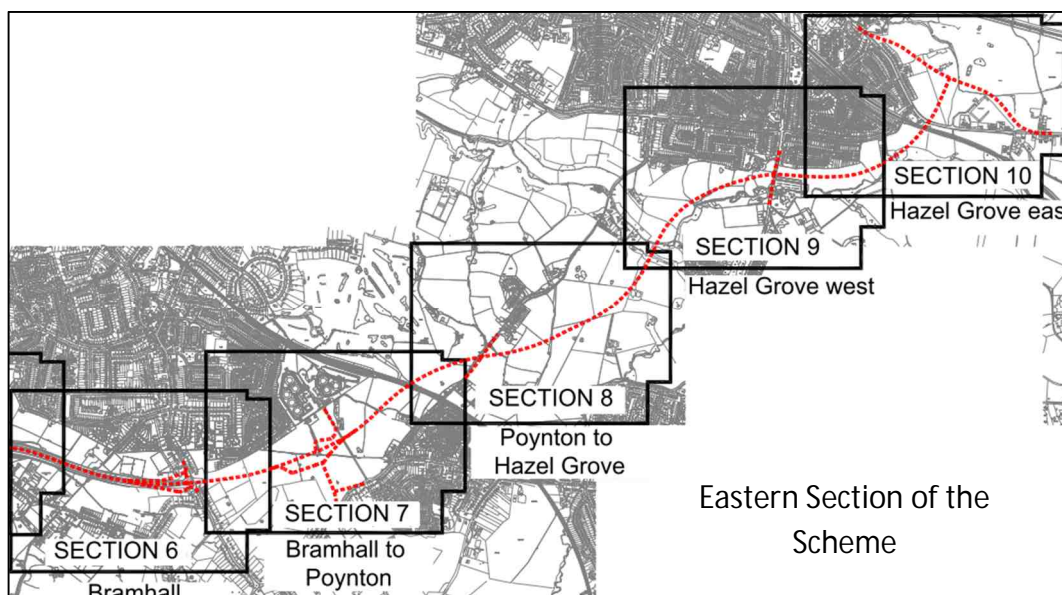 SECTION 10
Hazel Grove east
SECTION 9
Hazel Grove west
SECTION 8
Poynton to
Hazel Grove
SECTION 7
Bramhall to
Poynton
SECTION 6
Bramhall
Eastern Section of the
Scheme